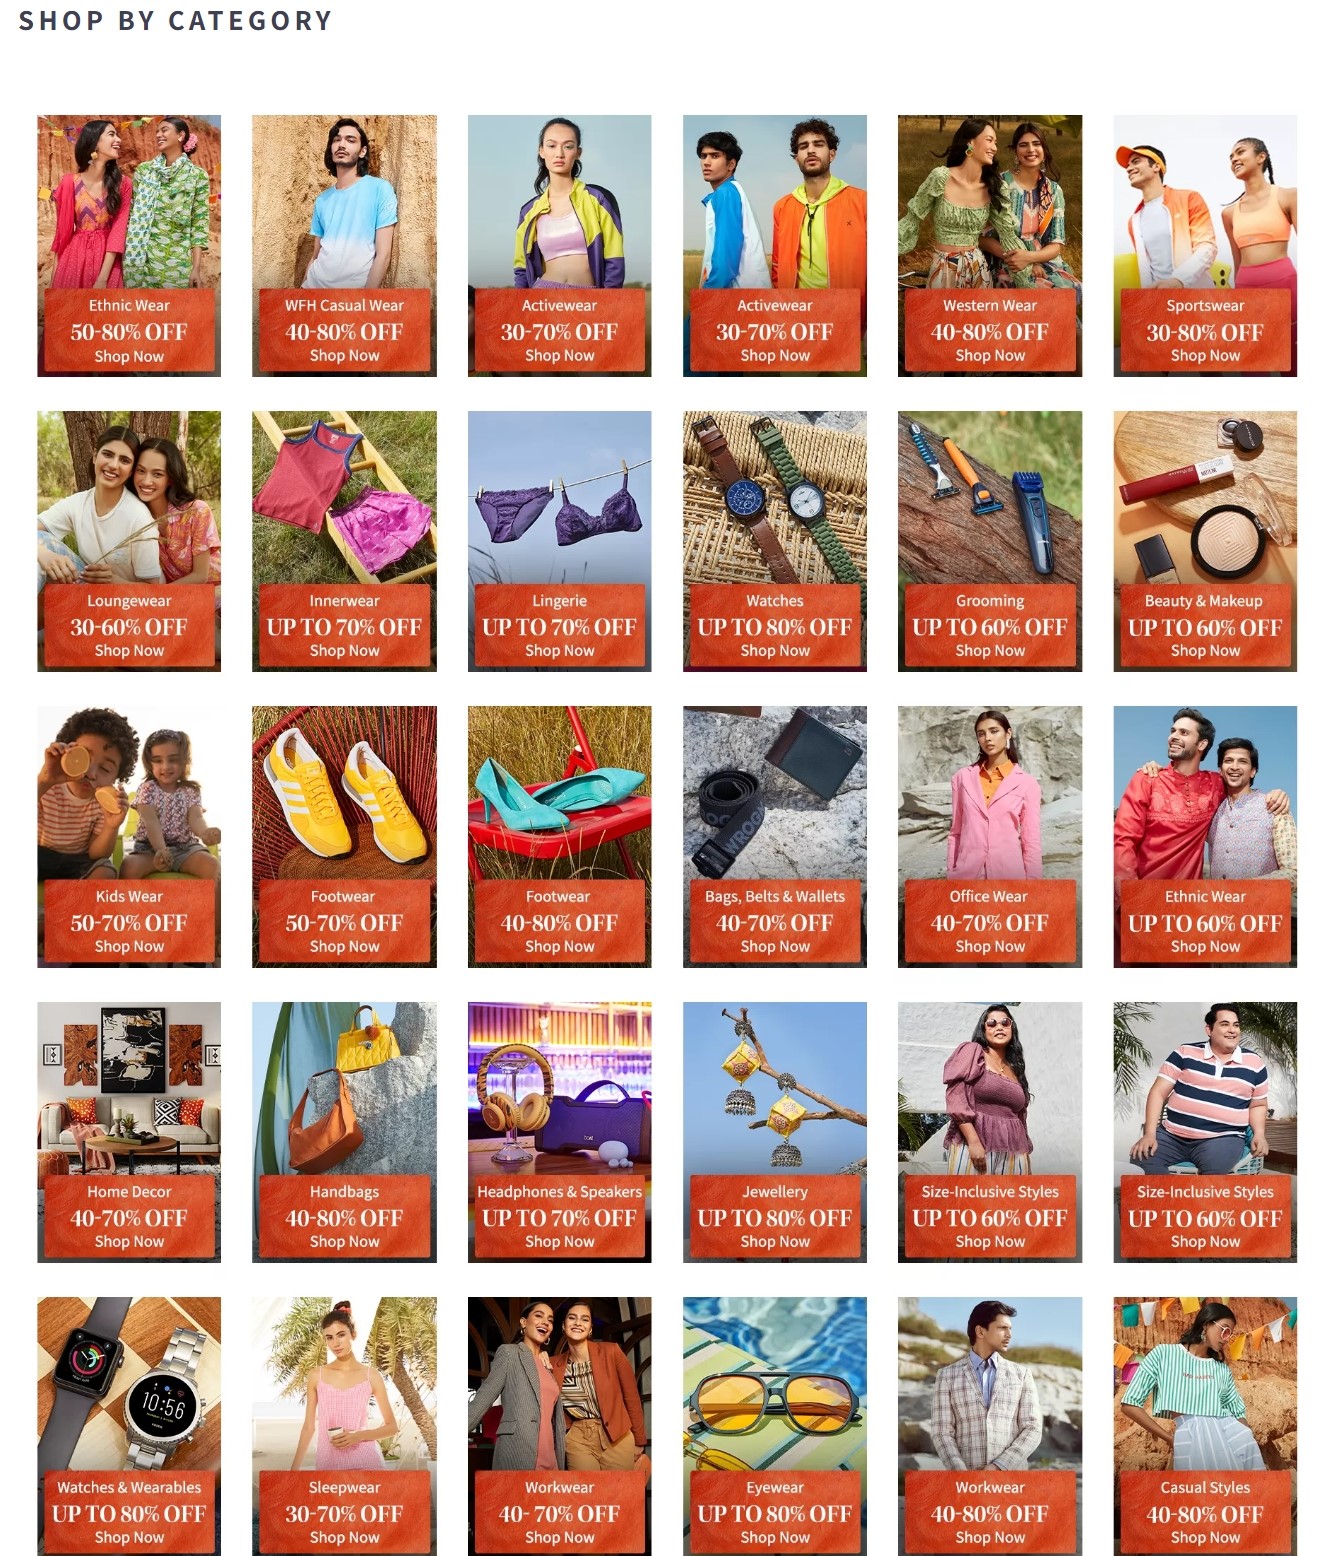 SHOP BY CATEGORY
Ethnic Wear
50-80% OFF
Shop Now
WFH Casual Wear
40-80% OFF
Shop Now
Activewear
30-70% OFF
Shop Now
Activewear
30-70% OFF
Shop Now
Western Wear
40-80% OFF
Shop Now
Sportswear
30-80% OFF
Shop Now
Loungewear
30-60% OFF
Shop Now
Innerwear
UP TO 70% OFF
Shop Now
Lingerie
UP TO 70% OFF
Shop Now
Watches
UP TO 80% OFF
Shop Now
Grooming
UP TO 60% OFF
Shop Now
Beauty & Makeup
UP TO 60% OFF
Shop Now
Kids Wear
50-70% OFF
Shop Now
Footwear
50-70% OFF
Shop Now
Footwear
40-80% OFF
Shop Now
Bags, Belts & Wallets
40-70% OFF
Shop Now
Office Wear
40-70% OFF
Shop Now
Ethnic Wear
UP TO 60% OFF
Shop Now
Home Decor
40-70% OFF
Shop Now
Handbags
40-80% OFF
Shop Now
Headphones & Speakers
UP TO 70% OFF
Shop Now
Jewellery
UP TO 80% OFF
Shop Now
Size-Inclusive Styles
UP TO 60% OFF
Shop Now
Size-Inclusive Styles
UP TO 60% OFF
Shop Now
10:56
Watches & Wearables
UP TO 80% OFF
Shop Now
Sleepwear
30-70% OFF
Shop Now
Workwear
40- 70% OFF
Shop Now
Eyewear
UP TO 80% OFF
Shop Now
Workwear
40-80% OFF
Shop Now
Casual Styles
40-80% OFF
Shop Now